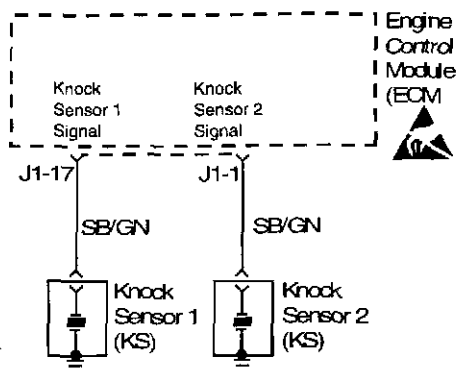 Engine
Control
Module
(ECM
Knock
Sensor 1
Signal
Knock
Sensor 2
Signal
J1-17
J1-1
SB/GN
SB/GN
Knock
Sensor 1
(KS)
Knock
Sensor 2
(KS)